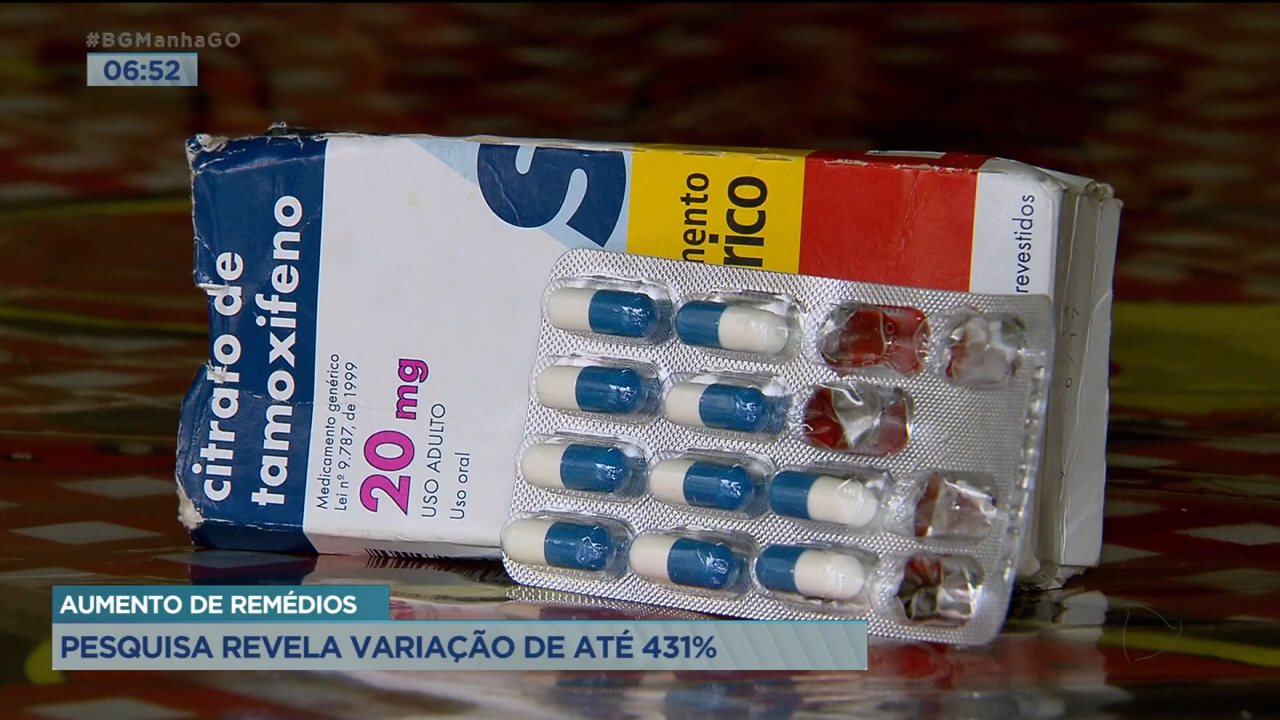 #BGManhaGO
06:52
citrato de
tamoxifeno
Medicamento genérico
Lei nº 9.787, de 1999
20 mg
USO ADULTO
Uso oral
S
mento
rico
revestidos
AUMENTO DE REMÉDIOS
PESQUISA REVELA VARIAÇÃO DE ATÉ 431%